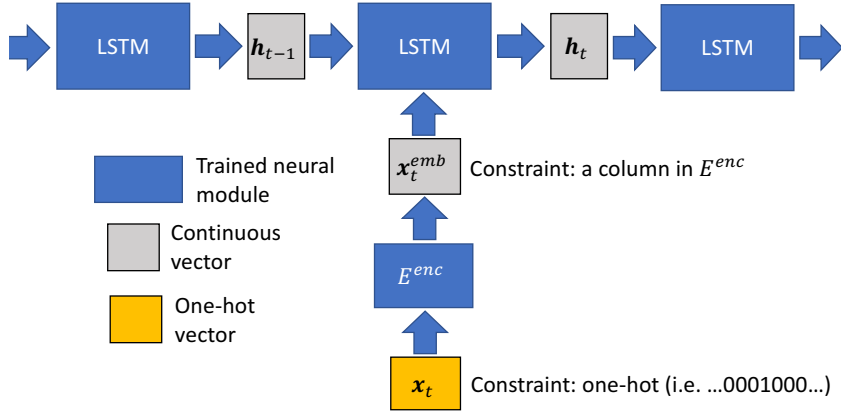 LSTM
h_{t−1}
LSTM
h_t
LSTM
x_t^{emb}
Constraint: a column in E^{enc}
Trained neural
module
Continuous
vector
E^{enc}
One-hot
vector
x_t
Constraint: one-hot (i.e. …0001000…)